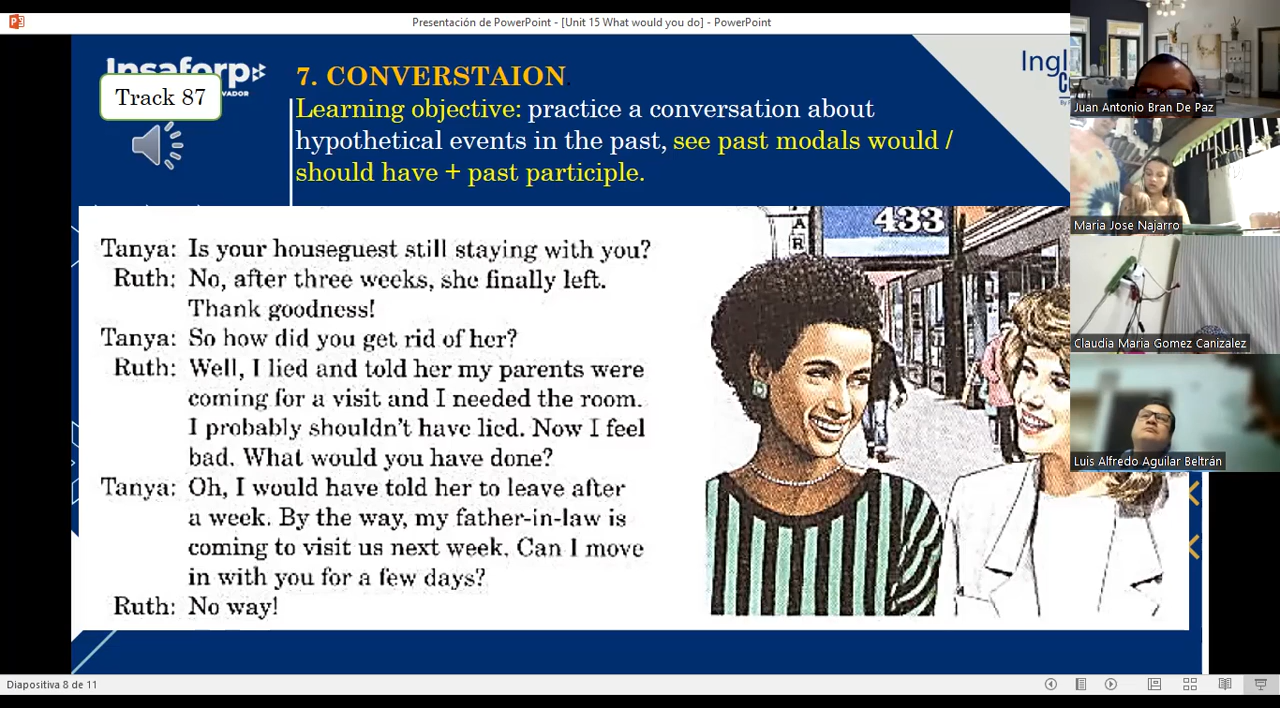 Presentación de PowerPoint - [Unit 15 What would you do] - PowerPoint
Insaforp
Track 87
7. CONVERSTAION
Learning objective: practice a conversation about
hypothetical events in the past, see past modals would /
should have + past participle.
Tanya: Is your houseguest still staying with you?
Ruth: No, after three weeks, she finally left.
Thank goodness!
Tanya: So how did you get rid of her?
Ruth: Well, I lied and told her my parents were
coming for a visit and I needed the room.
I probably shouldn't have lied. Now I feel
bad. What would you have done?
Tanya: Oh, I would have told her to leave after
a week. By the way, my father-in-law is
coming to visit us next week. Can I move
in with you for a few days?
Ruth: No way!
433
BAR
Juan Antonio Bran De Paz
Maria Jose Najarro
Claudia Maria Gomez Canizalez
Luis Alfredo Aguilar Beltrán
Diapositiva 8 de 11